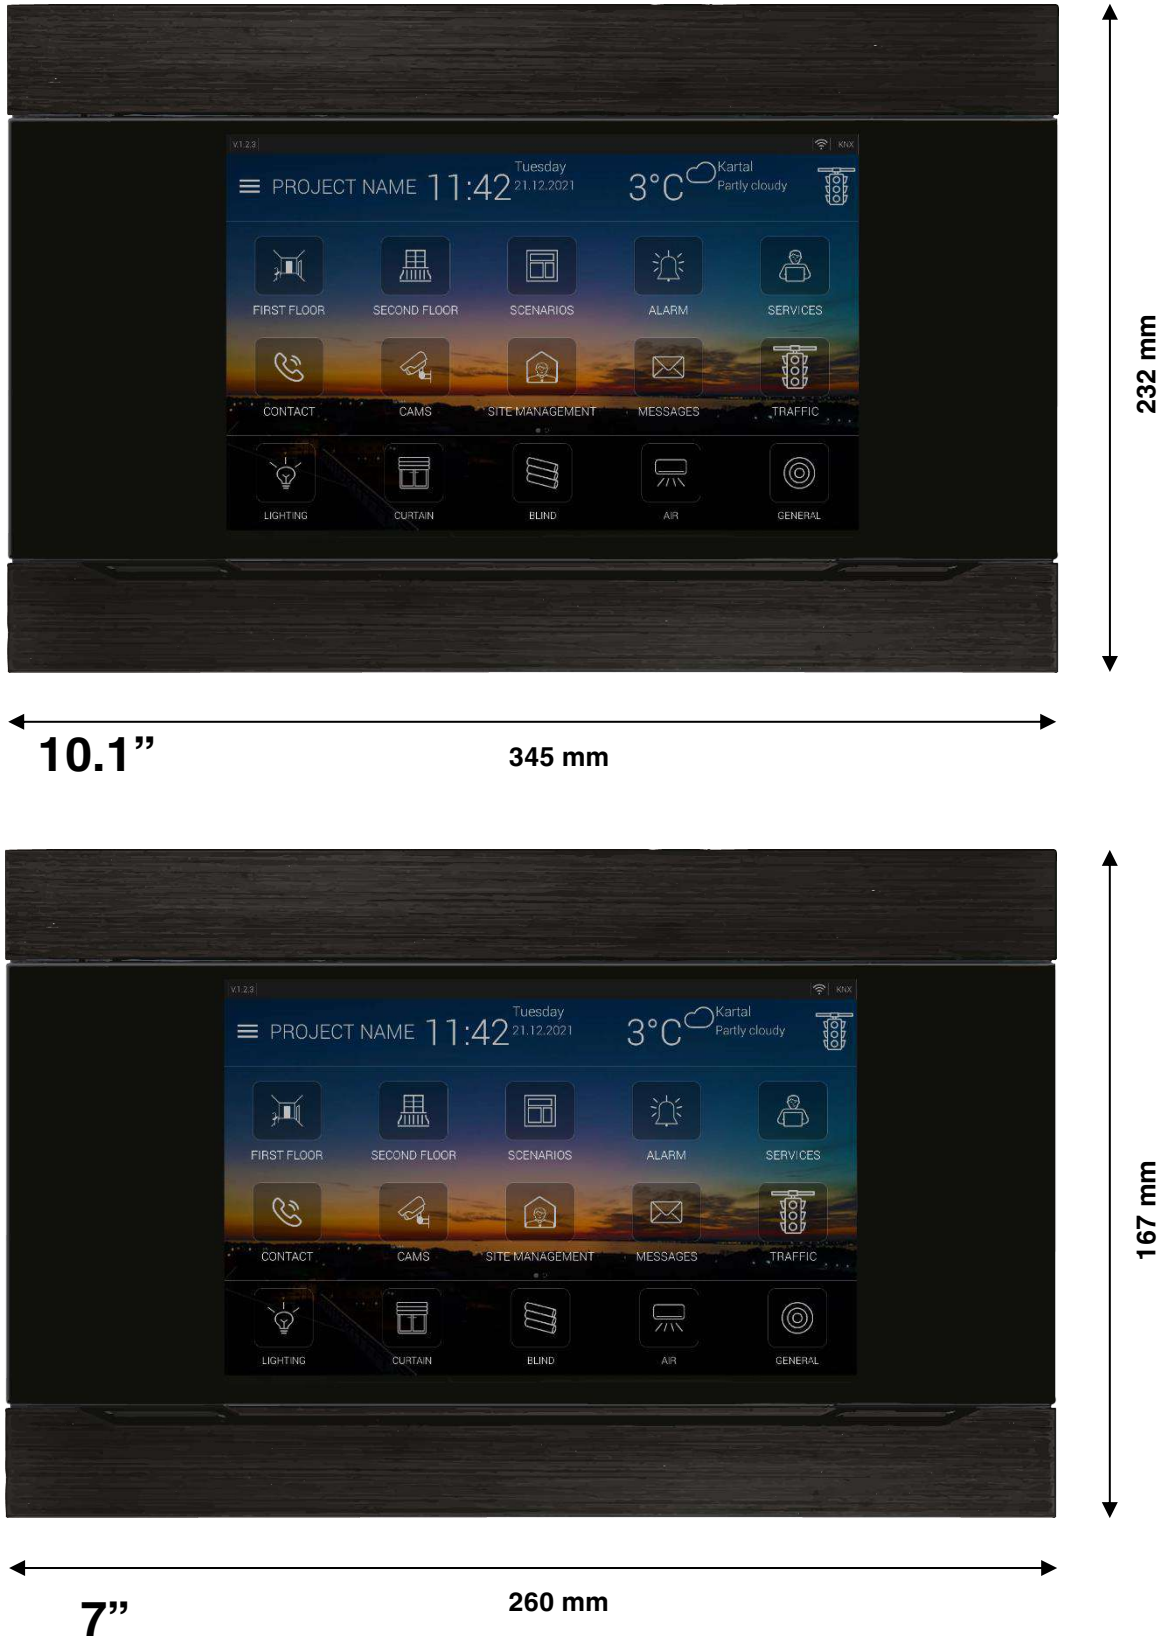 V.1.2.3 KNX
PROJECT NAME 11:42 Tuesday 21.12.2021 3°C Kartal Partly cloudy
FIRST FLOOR SECOND FLOOR SCENARIOS ALARM SERVICES
CONTACT CAMS SITE MANAGEMENT MESSAGES TRAFFIC
LIGHTING CURTAIN BLIND AIR GENERAL
232 mm
10.1”
345 mm
V.1.2.3 KNX
PROJECT NAME 11:42 Tuesday 21.12.2021 3°C Kartal Partly cloudy
FIRST FLOOR SECOND FLOOR SCENARIOS ALARM SERVICES
CONTACT CAMS SITE MANAGEMENT MESSAGES TRAFFIC
LIGHTING CURTAIN BLIND AIR GENERAL
167 mm
260 mm
7”